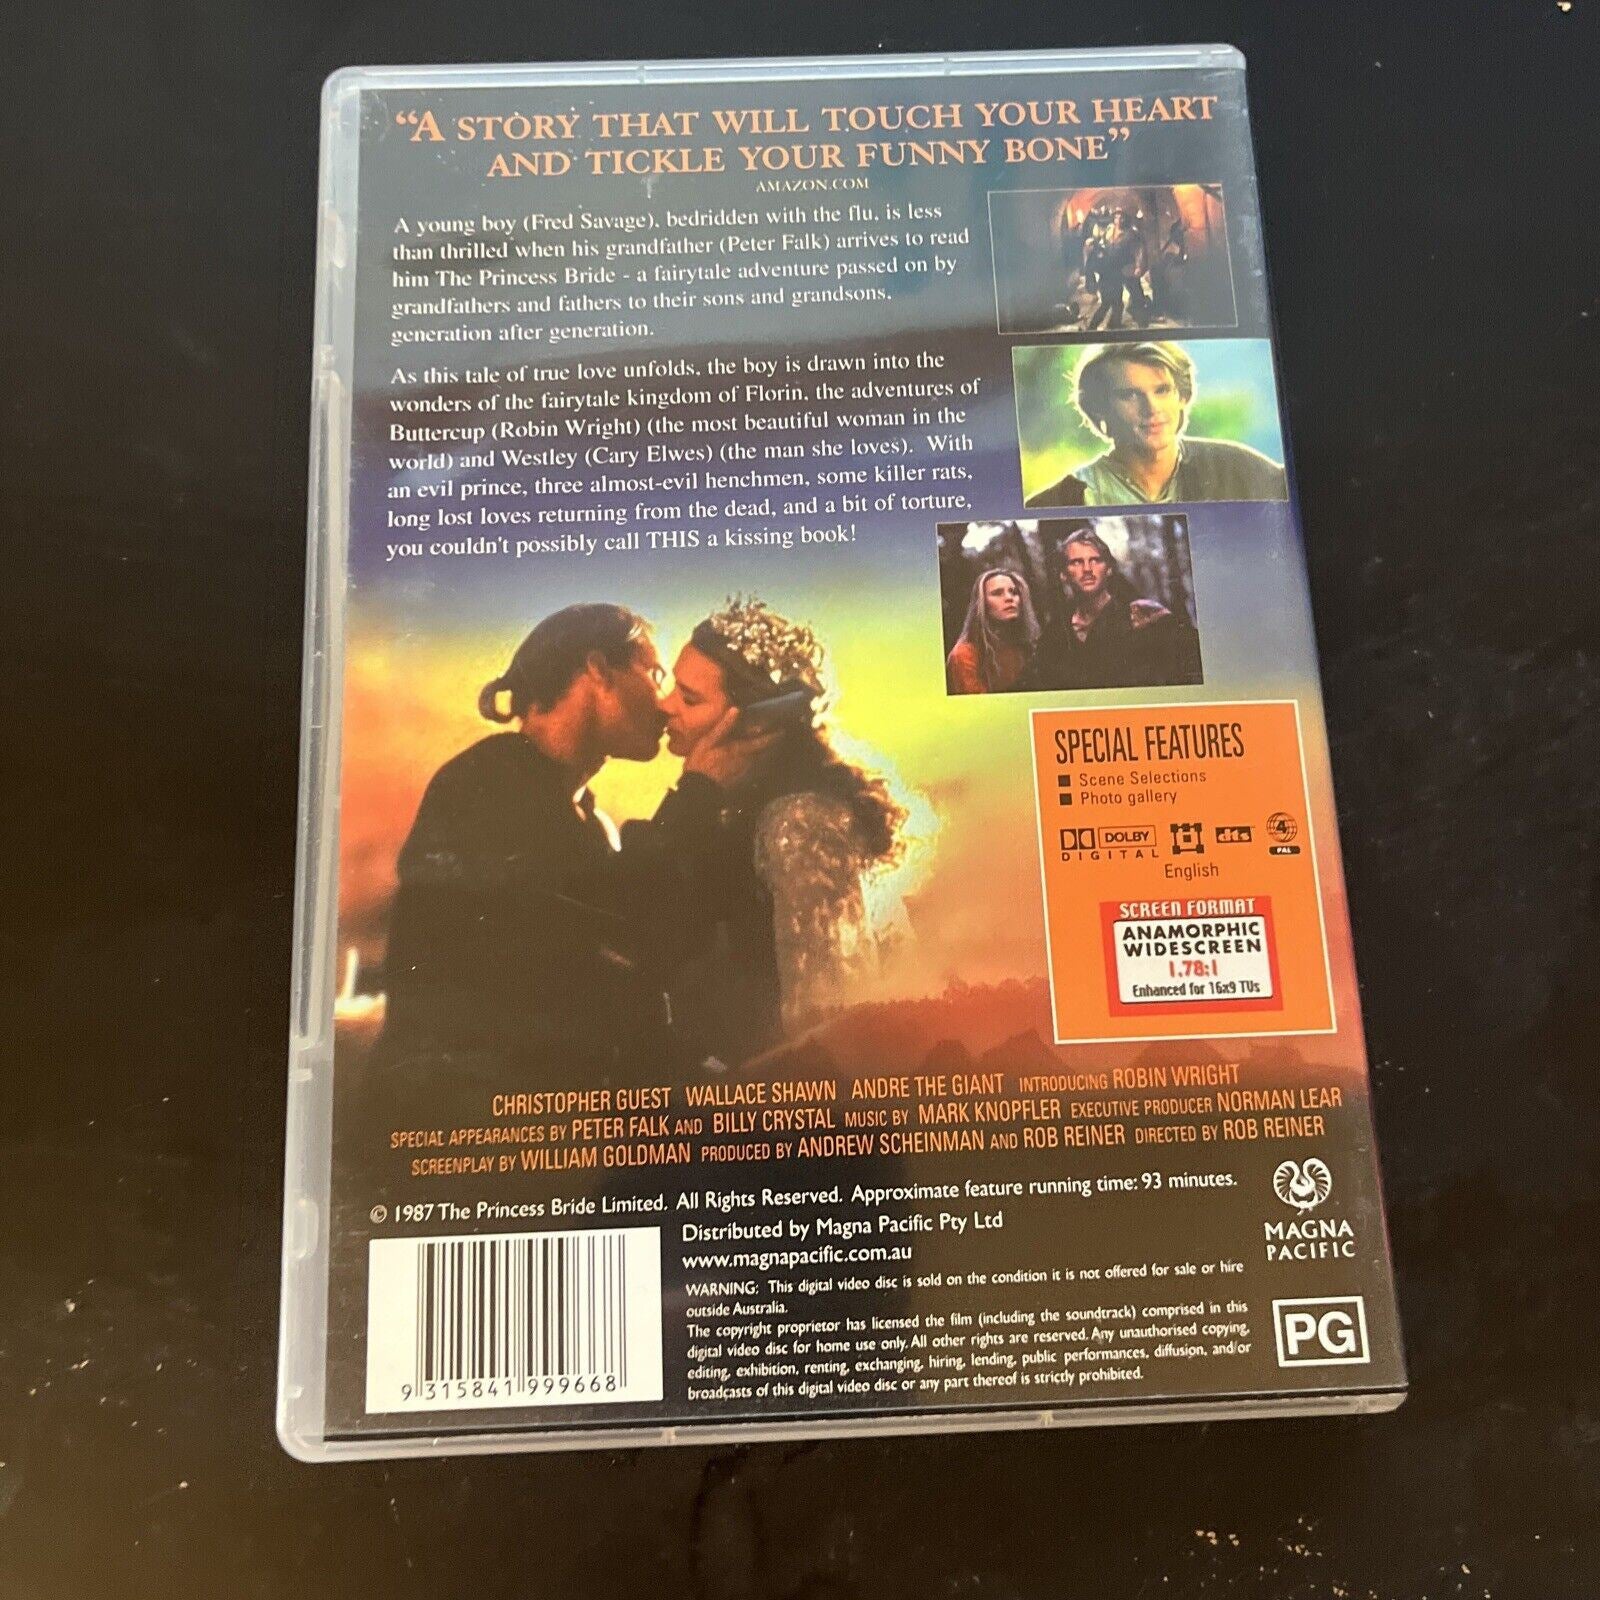 “A STORY THAT WILL TOUCH YOUR HEART
AND TICKLE YOUR FUNNY BONE”
AMAZON.COM
A young boy (Fred Savage), bedridden with the flu, is less
than thrilled when his grandfather (Peter Falk) arrives to read
him The Princess Bride - a fairytale adventure passed on by
grandfathers and fathers to their sons and grandsons,
generation after generation.
As this tale of true love unfolds, the boy is drawn into the
wonders of the fairytale kingdom of Florin, the adventures of
Buttercup (Robin Wright) (the most beautiful woman in the
world) and Westley (Cary Elwes) (the man she loves). With
an evil prince, three almost-evil henchmen, some killer rats,
long lost loves returning from the dead, and a bit of torture,
you couldn't possibly call THIS a kissing book!
SPECIAL FEATURES
■ Scene Selections
■ Photo gallery
DOLBY
DIGITAL
dts
4
PAL
English
SCREEN FORMAT
ANAMORPHIC
WIDESCREEN
1.78:1
Enhanced for 16x9 TVs
CHRISTOPHER GUEST WALLACE SHAWN ANDRE THE GIANT INTRODUCING ROBIN WRIGHT
SPECIAL APPEARANCES BY PETER FALK AND BILLY CRYSTAL MUSIC BY MARK KNOPFLER EXECUTIVE PRODUCER NORMAN LEAR
SCREENPLAY BY WILLIAM GOLDMAN PRODUCED BY ANDREW SCHEINMAN AND ROB REINER DIRECTED BY ROB REINER
© 1987 The Princess Bride Limited. All Rights Reserved. Approximate feature running time: 93 minutes.
Distributed by Magna Pacific Pty Ltd
www.magnapacific.com.au
WARNING: This digital video disc is sold on the condition it is not offered for sale or hire
outside Australia.
The copyright proprietor has licensed the film (including the soundtrack) comprised in this
digital video disc for home use only. All other rights are reserved. Any unauthorised copying,
editing, exhibition, renting, exchanging, hiring, lending, public performances, diffusion, and/or
broadcasts of this digital video disc or any part thereof is strictly prohibited.
MAGNA
PACIFIC
PG
9 315841 999668